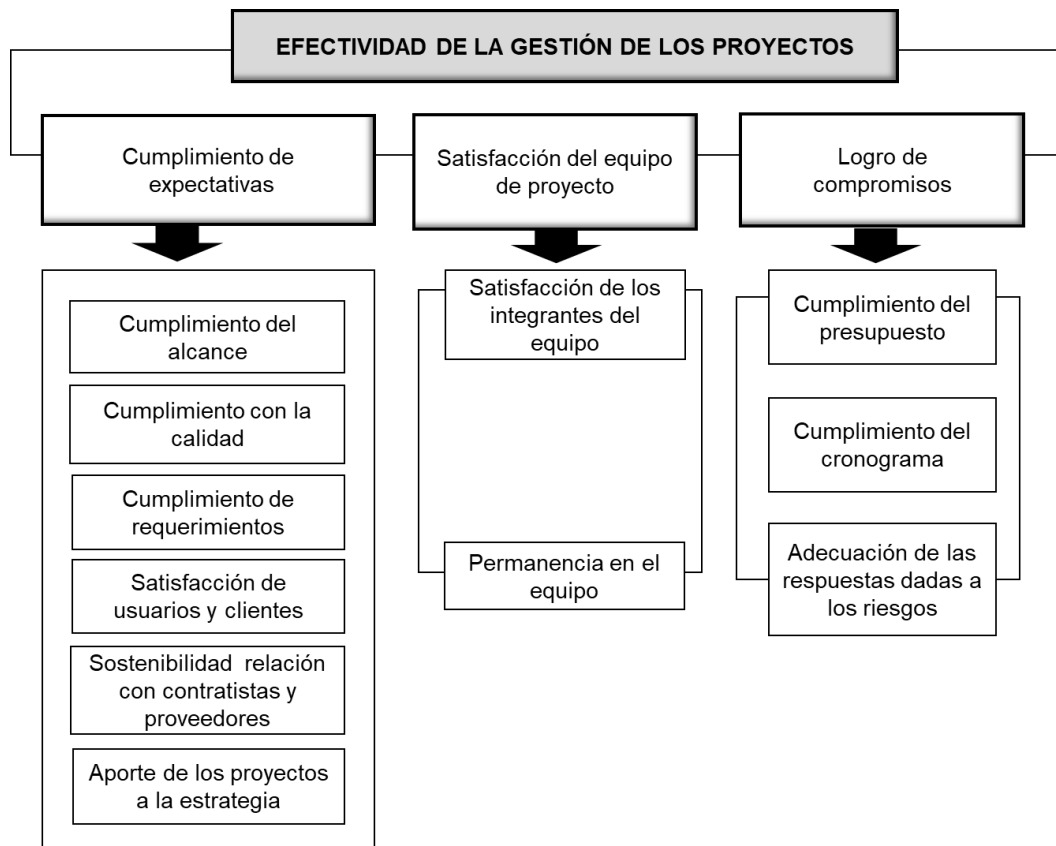 EFECTIVIDAD DE LA GESTIÓN DE LOS PROYECTOS
Cumplimiento de
expectativas
Satisfacción del equipo
de proyecto
Logro de
compromisos
Cumplimiento del
alcance
Cumplimiento con la
calidad
Cumplimiento de
requerimientos
Satisfacción de
usuarios y clientes
Sostenibilidad relación
con contratistas y
proveedores
Aporte de los proyectos
a la estrategia
Satisfacción de los
integrantes del
equipo
Permanencia en el
equipo
Cumplimiento del
presupuesto
Cumplimiento del
cronograma
Adecuación de las
respuestas dadas a
los riesgos